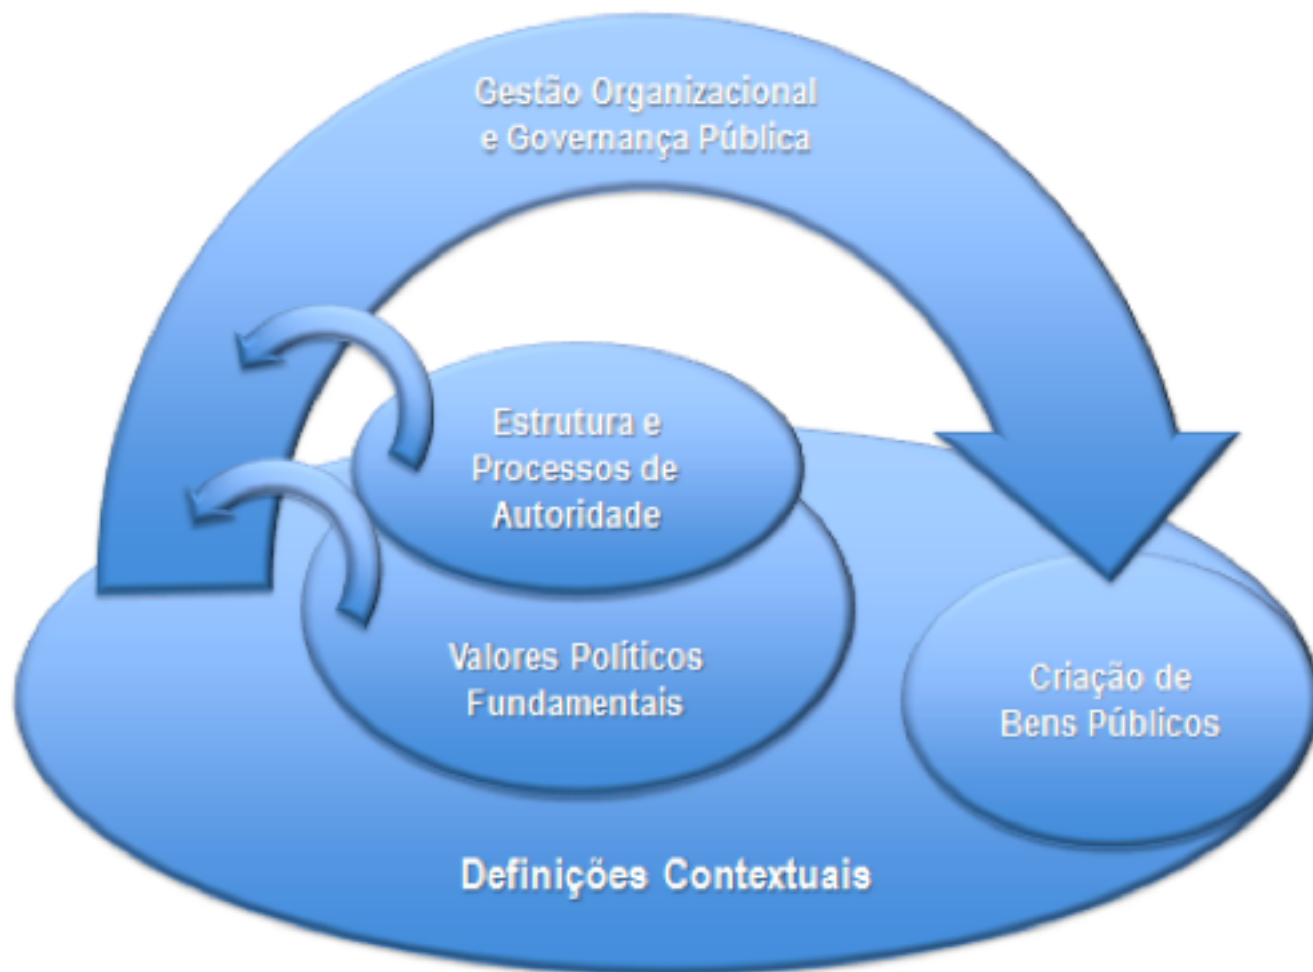 Gestão Organizacional
e Governança Pública
Estrutura e
Processos de
Autoridade
Valores Políticos
Fundamentais
Criação de
Bens Públicos
Definições Contextuais